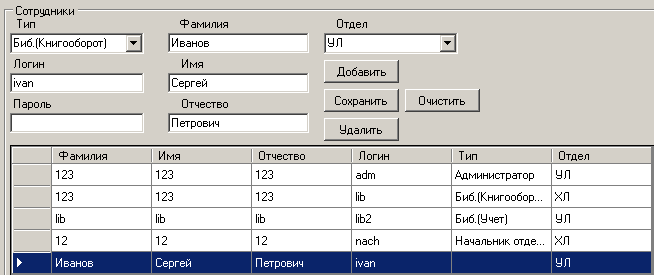 Сотрудники
Тип Фамилия Отдел
Биб.(Книгооборот) Иванов УЛ
Логин Имя
ivan Сергей
Добавить
Пароль Отчество
Сохранить Очистить
Петрович
Удалить
Фамилия Имя Отчество Логин Тип Отдел
123 123 123 adm Администратор УЛ
123 123 123 lib Биб.(Книгообор... ХЛ
lib lib lib lib2 Биб.(Учет) УЛ
12 12 12 nach Начальник отде... ХЛ
Иванов Сергей Петрович ivan УЛ